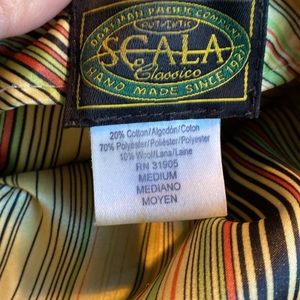 DORFMAN PACIFIC COMPANY
AUTHENTIC
SCALA
Classico
HAND MADE SINCE 1921
20% Cotton/Algodón/Coton
70% Polyester/Poliéster/Polyester
10% Wool/Lana/Laine
RN 31905
MEDIUM
MEDIANO
MOYEN